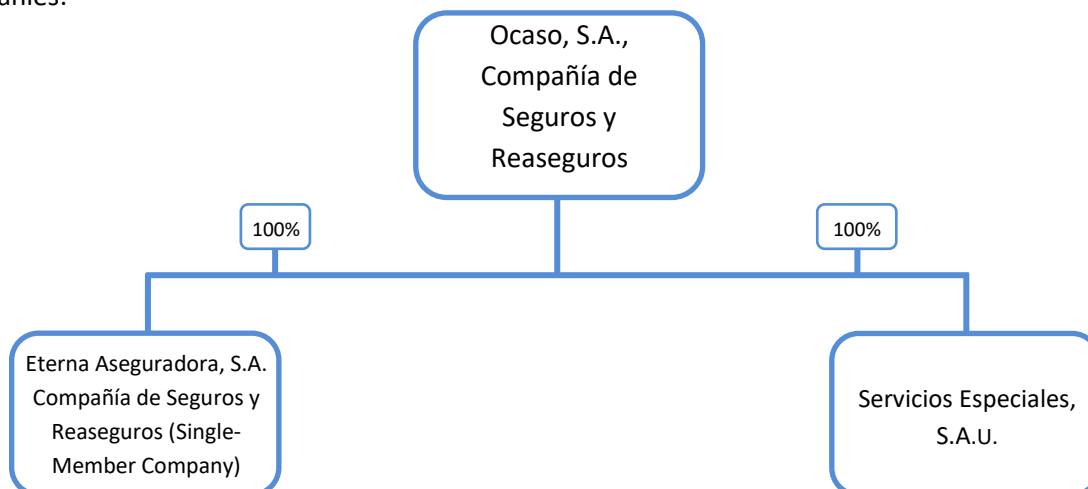 Ocaso, S.A.,
Compañía de
Seguros y
Reaseguros
100%
100%
Eterna Aseguradora, S.A.
Compañía de Seguros y
Reaseguros (Single-
Member Company)
Servicios Especiales,
S.A.U.